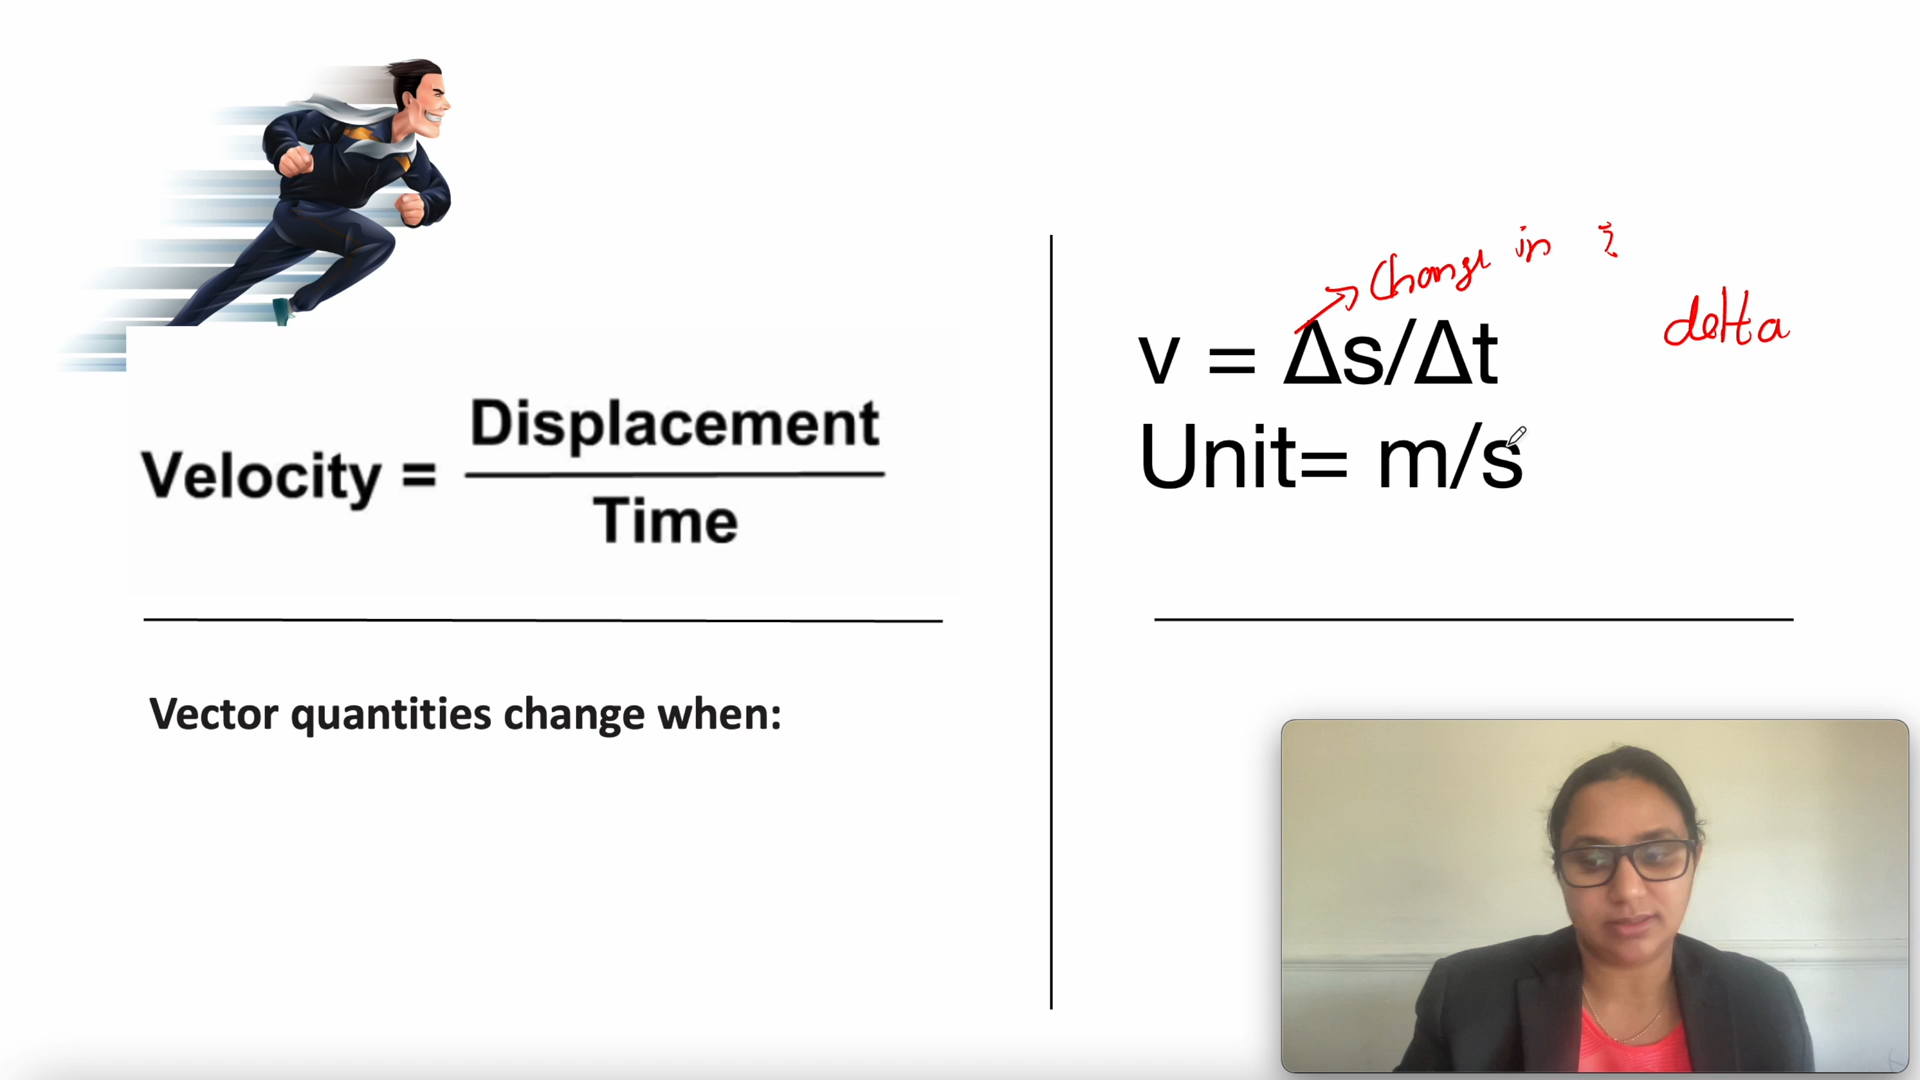 Change in
delta
v = Δs/Δt
Unit= m/s
Velocity = Displacement
Time
Vector quantities change when: